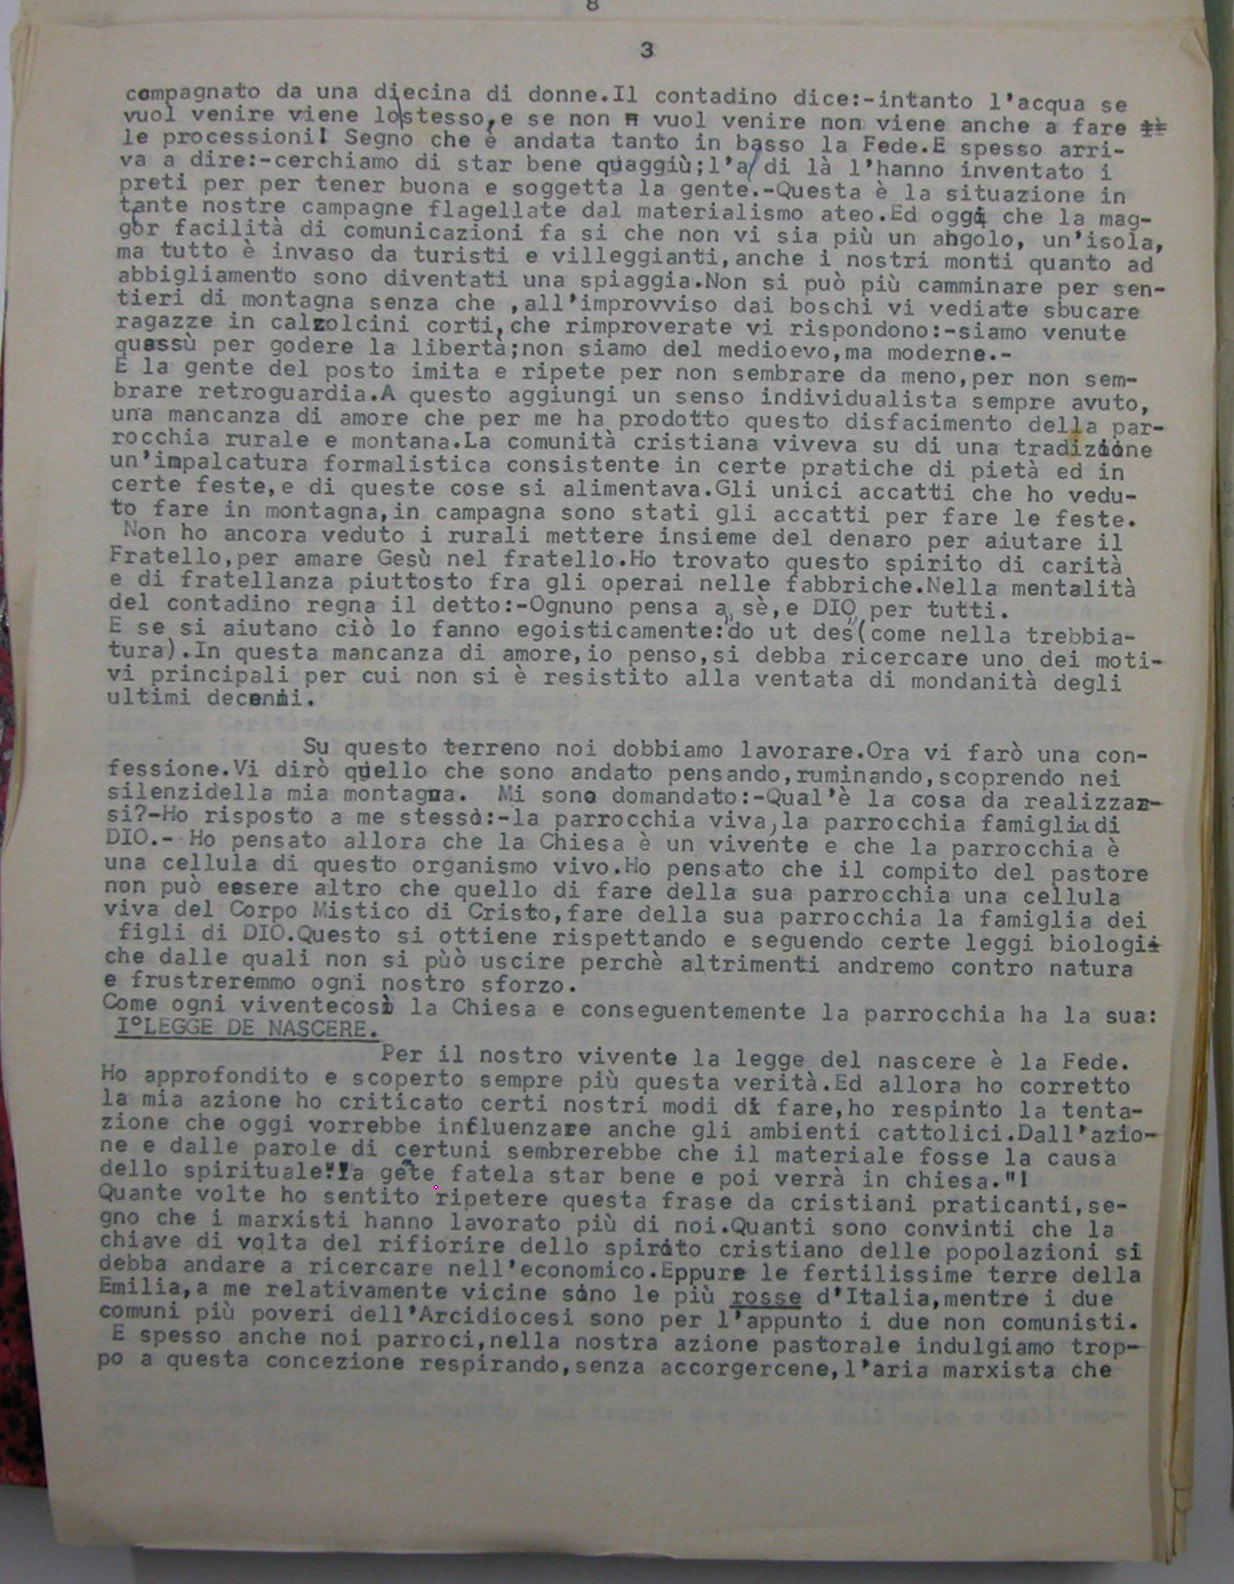 8
3
compagnato da una diecina di donne.Il contadino dice:-intanto l'acqua se
vuol venire viene lo|stesso,e se non vuol venire non viene anche a fare
le processioni! Segno che è andata tanto in basso la Fede.E spesso arri-
va a dire:-cerchiamo di star bene quaggiù;l'a/di là l'hanno inventato i
preti per per tener buona e soggetta la gente.-Questa è la situazione in
tante nostre campagne flagellate dal materialismo ateo.Ed oggi che la mag-
gor facilità di comunicazioni fa si che non vi sia più un angolo, un'isola,
ma tutto è invaso da turisti e villeggianti,anche i nostri monti quanto ad
abbigliamento sono diventati una spiaggia.Non si può più camminare per sen-
tieri di montagna senza che ,all'improvviso dai boschi vi vediate sbucare
ragazze in calzolcini corti,che rimproverate vi rispondono:-siamo venute
quassù per godere la libertà;non siamo del medioevo,ma moderne.-
E la gente del posto imita e ripete per non sembrare da meno,per non sem-
brare retroguardia.A questo aggiungi un senso individualista sempre avuto,
una mancanza di amore che per me ha prodotto questo disfacimento della par-
rocchia rurale e montana.La comunità cristiana viveva su di una tradizione
un'impalcatura formalistica consistente in certe pratiche di pietà ed in
certe feste,e di queste cose si alimentava.Gli unici accatti che ho vedu-
to fare in montagna,in campagna sono stati gli accatti per fare le feste.
Non ho ancora veduto i rurali mettere insieme del denaro per aiutare il
Fratello,per amare Gesù nel fratello.Ho trovato questo spirito di carità
e di fratellanza piuttosto fra gli operai nelle fabbriche.Nella mentalità
del contadino regna il detto:-Ognuno pensa a sè,e DIO per tutti.
E se si aiutano ciò lo fanno egoisticamente:"do ut des"(come nella trebbia-
tura).In questa mancanza di amore,io penso,si debba ricercare uno dei moti-
vi principali per cui non si è resistito alla ventata di mondanità degli
ultimi decenni.
Su questo terreno noi dobbiamo lavorare.Ora vi farò una con-
fessione.Vi dirò quello che sono andato pensando,ruminando,scoprendo nei
silenzidella mia montagna. Mi sono domandato:-Qual'è la cosa da realizzar-
si?-Ho risposto a me stesso:-la parrocchia viva,la parrocchia famiglia di
DIO.- Ho pensato allora che la Chiesa è un vivente e che la parrocchia è
una cellula di questo organismo vivo.Ho pensato che il compito del pastore
non può essere altro che quello di fare della sua parrocchia una cellula
viva del Corpo Mistico di Cristo,fare della sua parrocchia la famiglia dei
figli di DIO.Questo si ottiene rispettando e seguendo certe leggi biologi
che dalle quali non si può uscire perchè altrimenti andremo contro natura
e frustreremmo ogni nostro sforzo.
Come ogni viventecosì la Chiesa e conseguentemente la parrocchia ha la sua:
I°LEGGE DE NASCERE.
Per il nostro vivente la legge del nascere è la Fede.
Ho approfondito e scoperto sempre più questa verità.Ed allora ho corretto
la mia azione ho criticato certi nostri modi di fare,ho respinto la tenta-
zione che oggi vorrebbe influenzare anche gli ambienti cattolici.Dall'azio-
ne e dalle parole di certuni sembrerebbe che il materiale fosse la causa
dello spirituale:"la gete fatela star bene e poi verrà in chiesa."!
Quante volte ho sentito ripetere questa frase da cristiani praticanti,se-
gno che i marxisti hanno lavorato più di noi.Quanti sono convinti che la
chiave di volta del rifiorire dello spirito cristiano delle popolazioni si
debba andare a ricercare nell'economico.Eppure le fertilissime terre della
Emilia,a me relativamente vicine sono le più rosse d'Italia,mentre i due
comuni più poveri dell'Arcidiocesi sono per l'appunto i due non comunisti.
E spesso anche noi parroci,nella nostra azione pastorale indulgiamo trop-
po a questa concezione respirando,senza accorgercene,l'aria marxista che